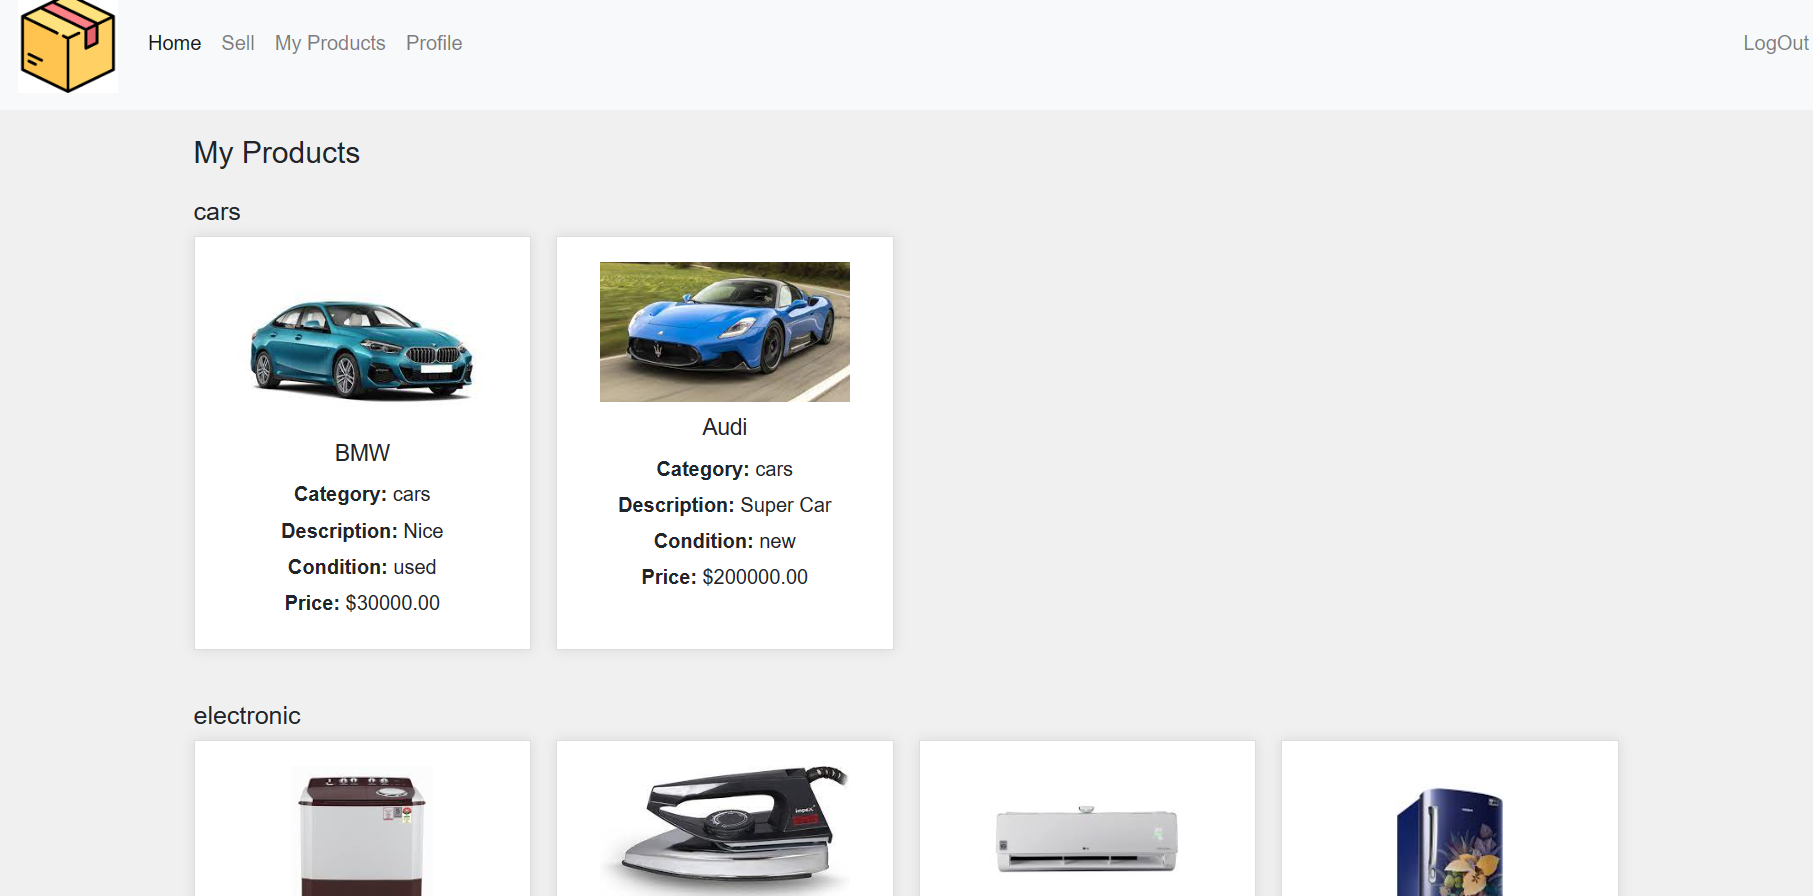 Home Sell My Products Profile LogOut
My Products
cars
BMW
Category: cars
Description: Nice
Condition: used
Price: $30000.00
Audi
Category: cars
Description: Super Car
Condition: new
Price: $200000.00
electronic
impex